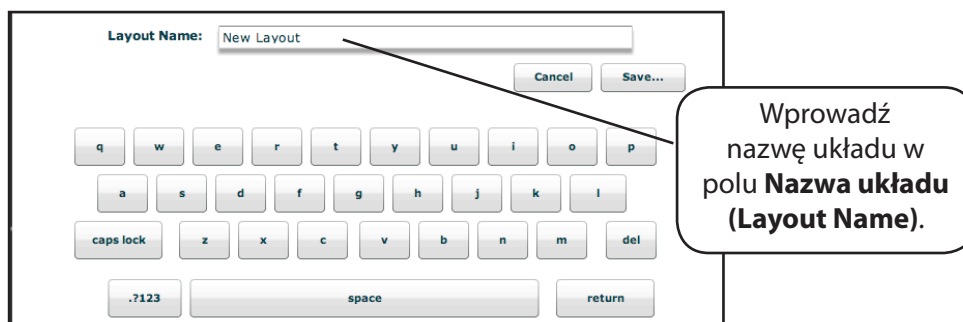 Layout Name: New Layout
Cancel Save...
Wprowadź
nazwę układu w
polu Nazwa układu
(Layout Name).
q w e r t y u i o p
a s d f g h j k l
caps lock z x c v b n m del
.?123 space return